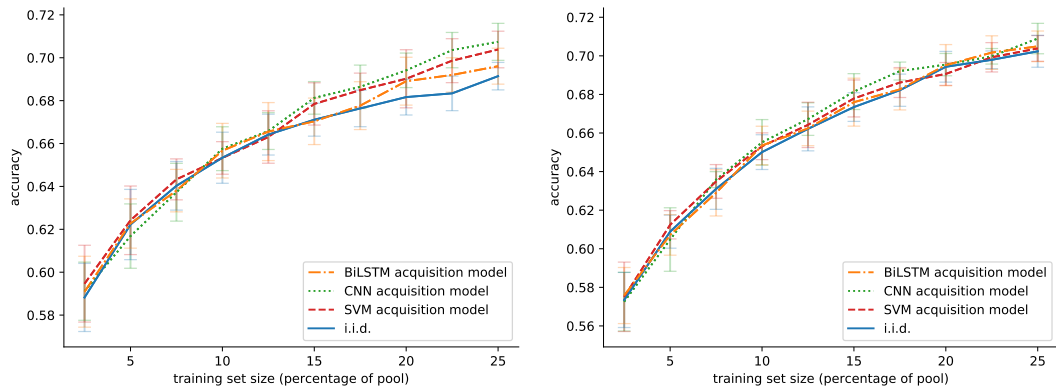 0.72
0.70
0.68
0.66
0.64
0.62
0.60
0.58
accuracy
5
10
15
20
25
training set size (percentage of pool)
BiLSTM acquisition model
CNN acquisition model
SVM acquisition model
i.i.d.
0.72
0.70
0.68
0.66
0.64
0.62
0.60
0.58
0.56
accuracy
5
10
15
20
25
training set size (percentage of pool)
BiLSTM acquisition model
CNN acquisition model
SVM acquisition model
i.i.d.